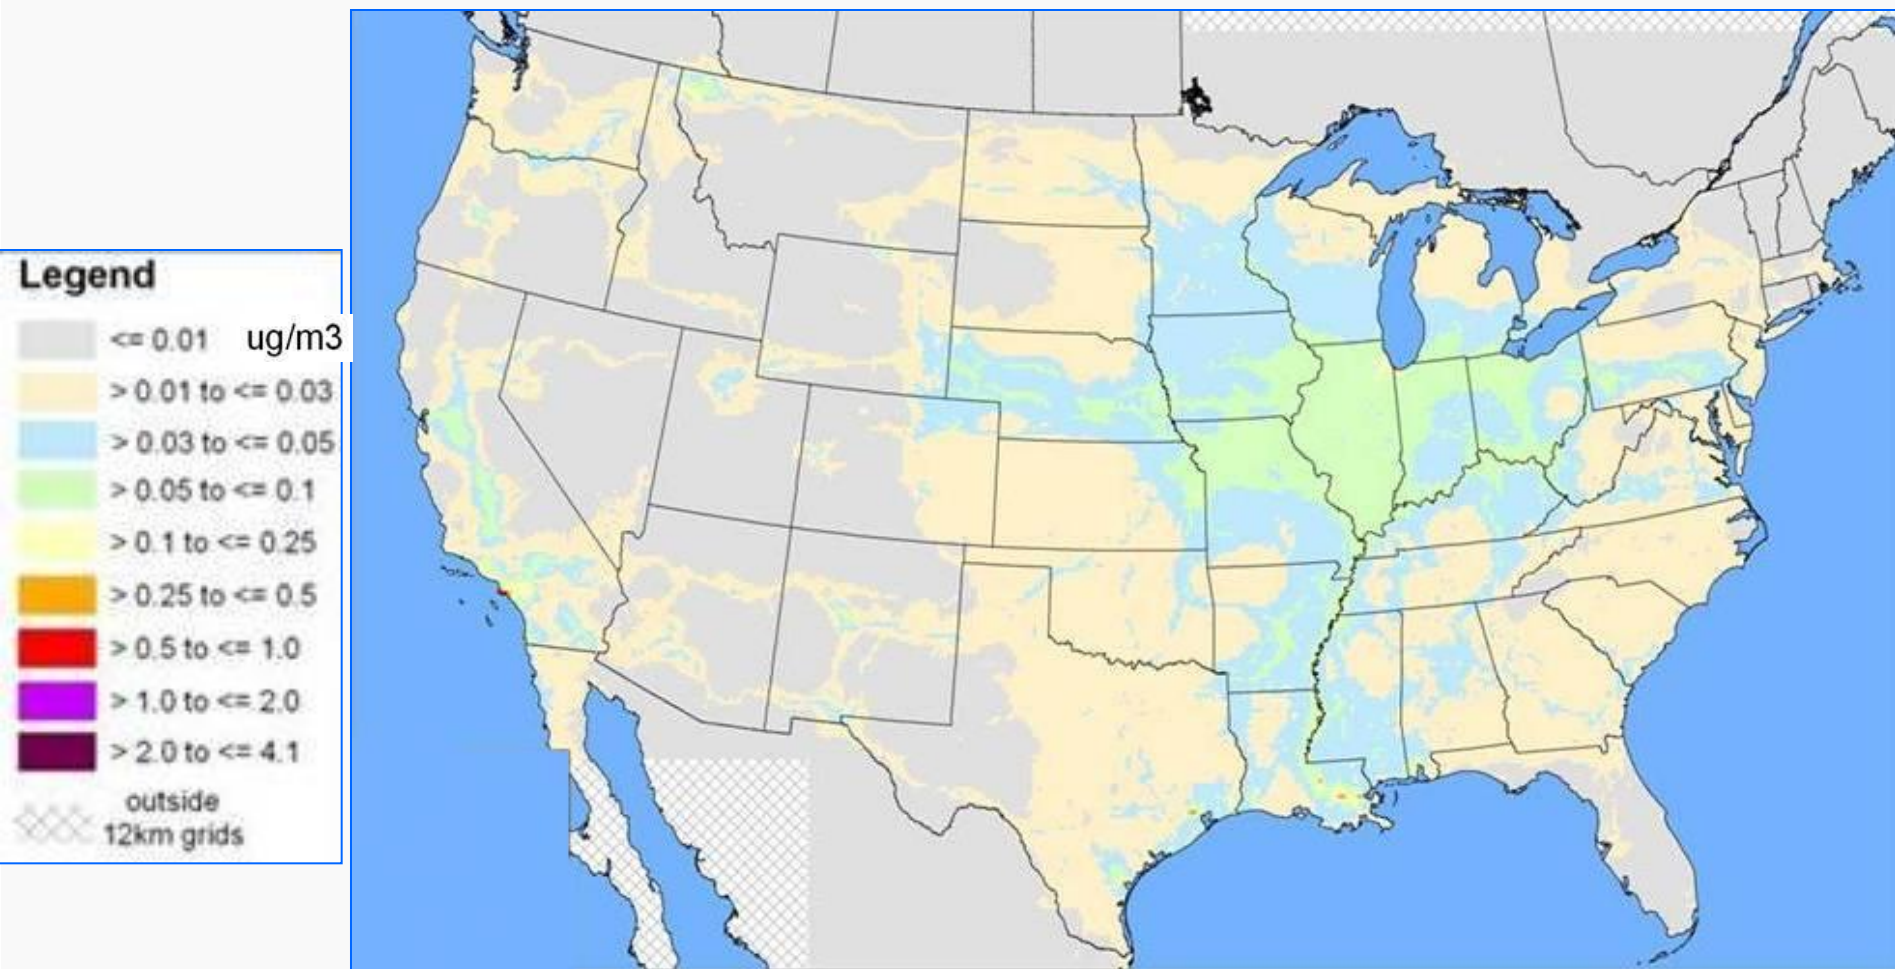 Legend
<= 0.01 ug/m3
> 0.01 to <= 0.03
> 0.03 to <= 0.05
> 0.05 to <= 0.1
> 0.1 to <= 0.25
> 0.25 to <= 0.5
> 0.5 to <= 1.0
> 1.0 to <= 2.0
> 2.0 to <= 4.1
outside
12km grids